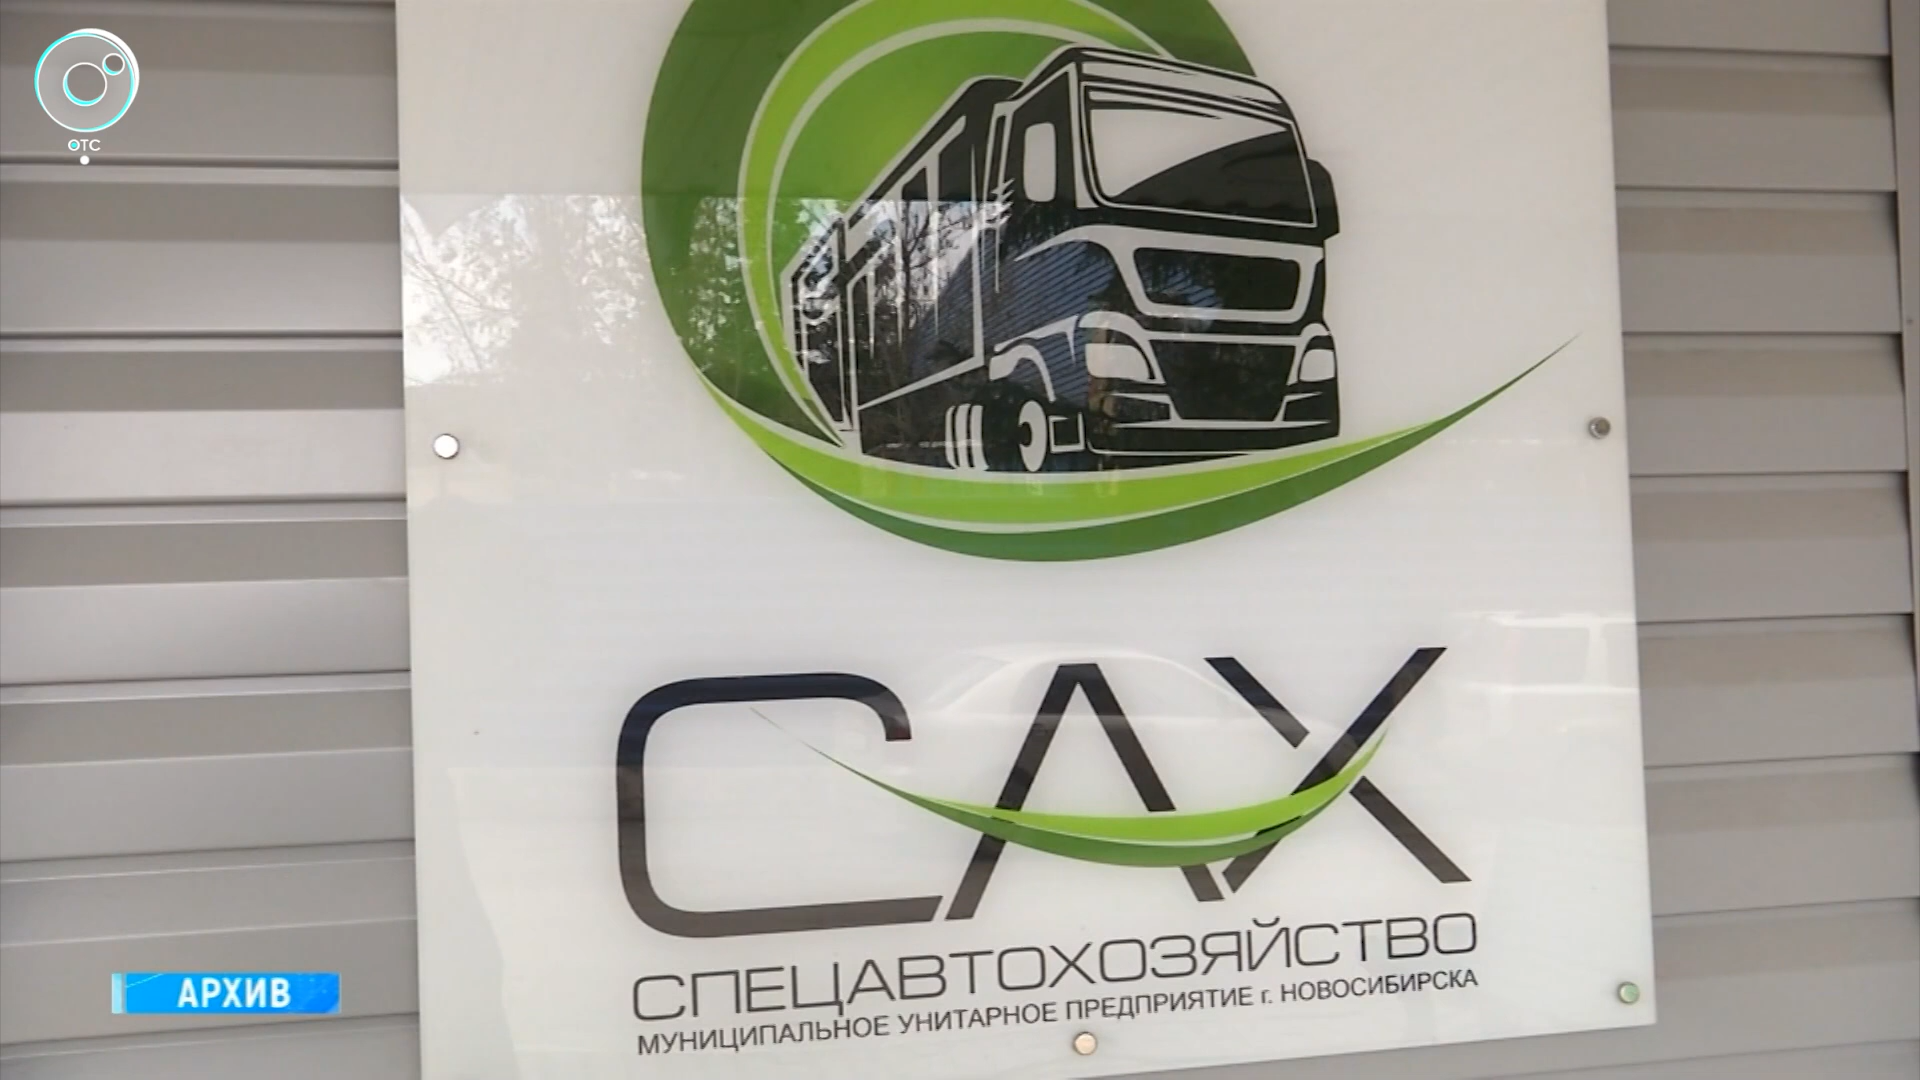 ОТС
САХ
СПЕЦАВТОХОЗЯЙСТВО
МУНИЦИПАЛЬНОЕ УНИТАРНОЕ ПРЕДПРИЯТИЕ г. НОВОСИБИРСКА
АРХИВ